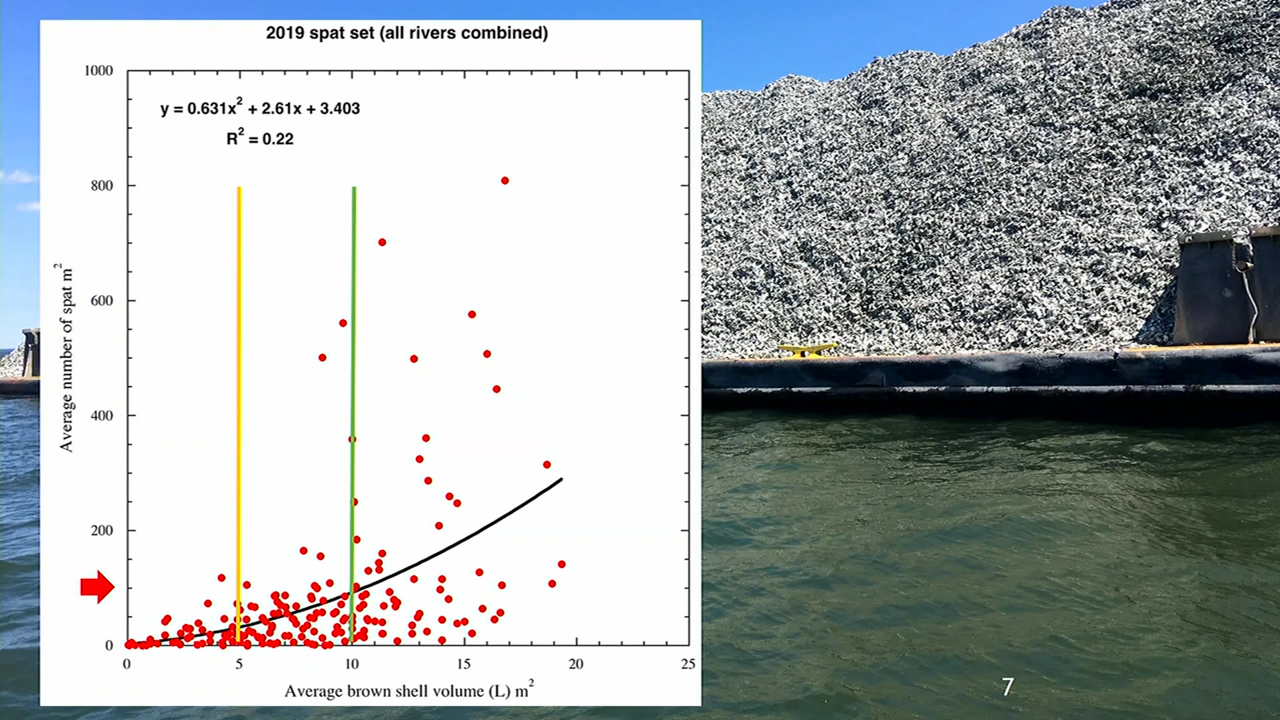 2019 spat set (all rivers combined)
1000
y = 0.631x² + 2.61x + 3.403
R² = 0.22
800
600
400
200
0
Average number of spat m²
0 5 10 15 20 25
Average brown shell volume (L) m²
7